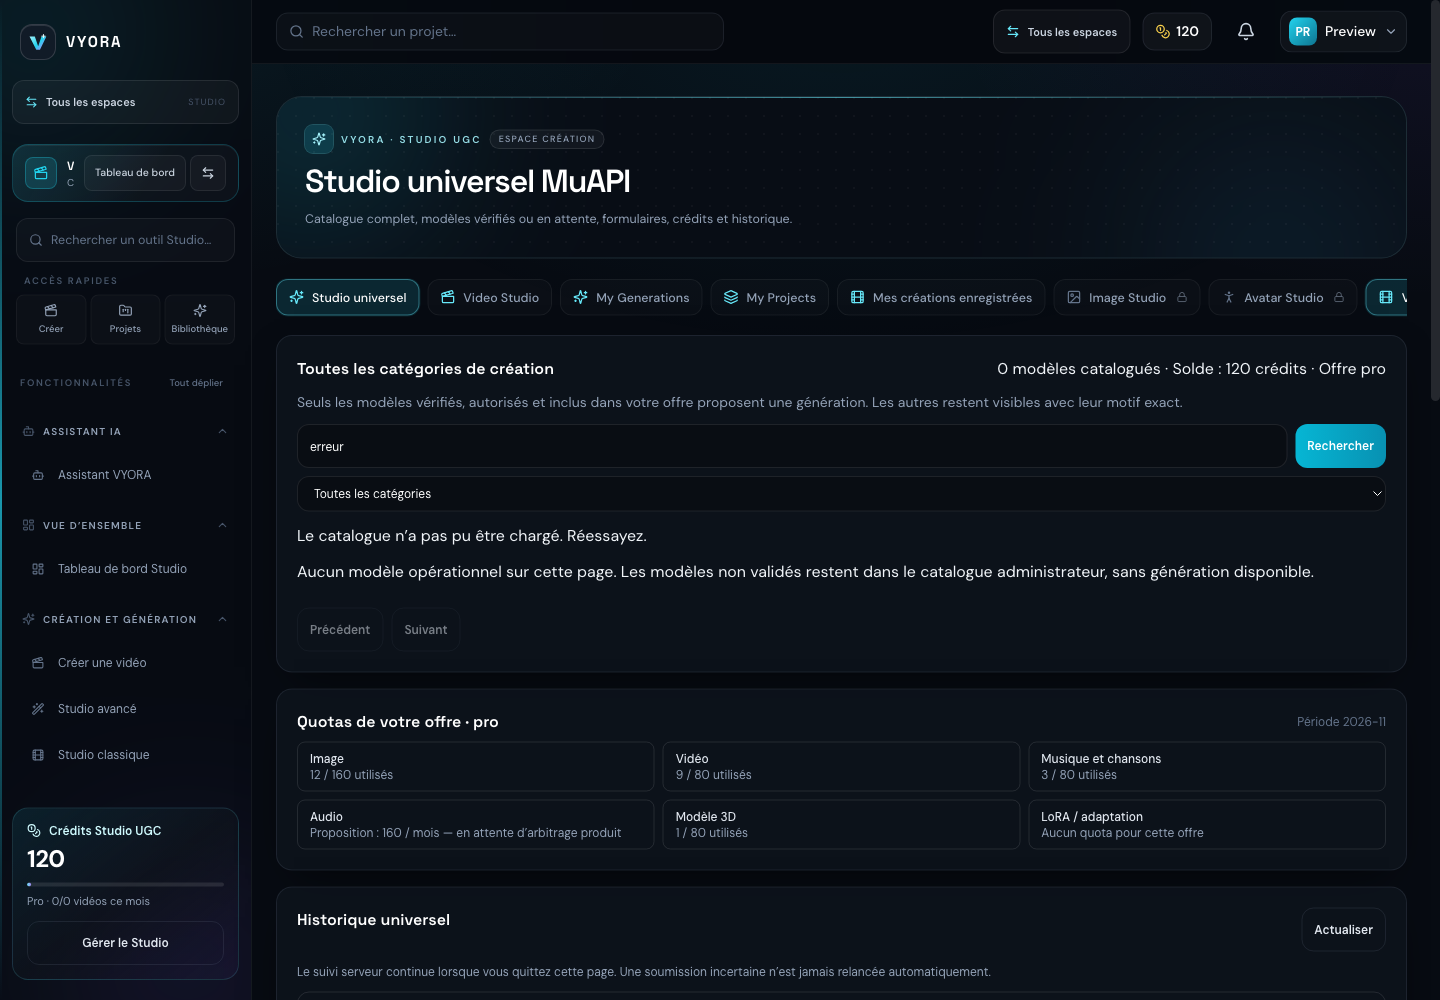 VYORA
Tous les espaces
STUDIO
V
C
Tableau de bord
Rechercher un outil Studio...
ACCÈS RAPIDES
Créer
Projets
Bibliothèque
FONCTIONNALITÉS
Tout déplier
ASSISTANT IA
Assistant VYORA
VUE D'ENSEMBLE
Tableau de bord Studio
CRÉATION ET GÉNÉRATION
Créer une vidéo
Studio avancé
Studio classique
Crédits Studio UGC
120
Pro · 0/0 vidéos ce mois
Gérer le Studio
Rechercher un projet...
Tous les espaces
120
PR
Preview
VYORA · STUDIO UGC
ESPACE CRÉATION
Studio universel MuAPI
Catalogue complet, modèles vérifiés ou en attente, formulaires, crédits et historique.
Studio universel
Video Studio
My Generations
My Projects
Mes créations enregistrées
Image Studio
Avatar Studio
Toutes les catégories de création
0 modèles catalogués · Solde : 120 crédits · Offre pro
Seuls les modèles vérifiés, autorisés et inclus dans votre offre proposent une génération. Les autres restent visibles avec leur motif exact.
erreur
Rechercher
Toutes les catégories
Le catalogue n’a pas pu être chargé. Réessayez.
Aucun modèle opérationnel sur cette page. Les modèles non validés restent dans le catalogue administrateur, sans génération disponible.
Précédent
Suivant
Quotas de votre offre · pro
Période 2026-11
Image
12 / 160 utilisés
Vidéo
9 / 80 utilisés
Musique et chansons
3 / 80 utilisés
Audio
Proposition : 160 / mois — en attente d’arbitrage produit
Modèle 3D
1 / 80 utilisés
LoRA / adaptation
Aucun quota pour cette offre
Historique universel
Actualiser
Le suivi serveur continue lorsque vous quittez cette page. Une soumission incertaine n’est jamais relancée automatiquement.